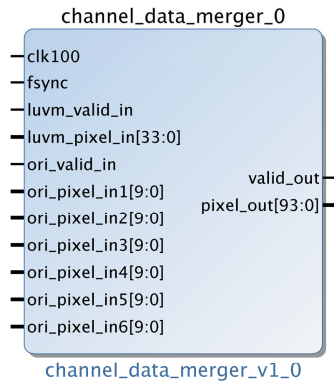 channel_data_merger_0
clk100
fsync
luvm_valid_in
luvm_pixel_in[33:0]
ori_valid_in
ori_pixel_in1[9:0]
ori_pixel_in2[9:0]
ori_pixel_in3[9:0]
ori_pixel_in4[9:0]
ori_pixel_in5[9:0]
ori_pixel_in6[9:0]
valid_out
pixel_out[93:0]
channel_data_merger_v1_0